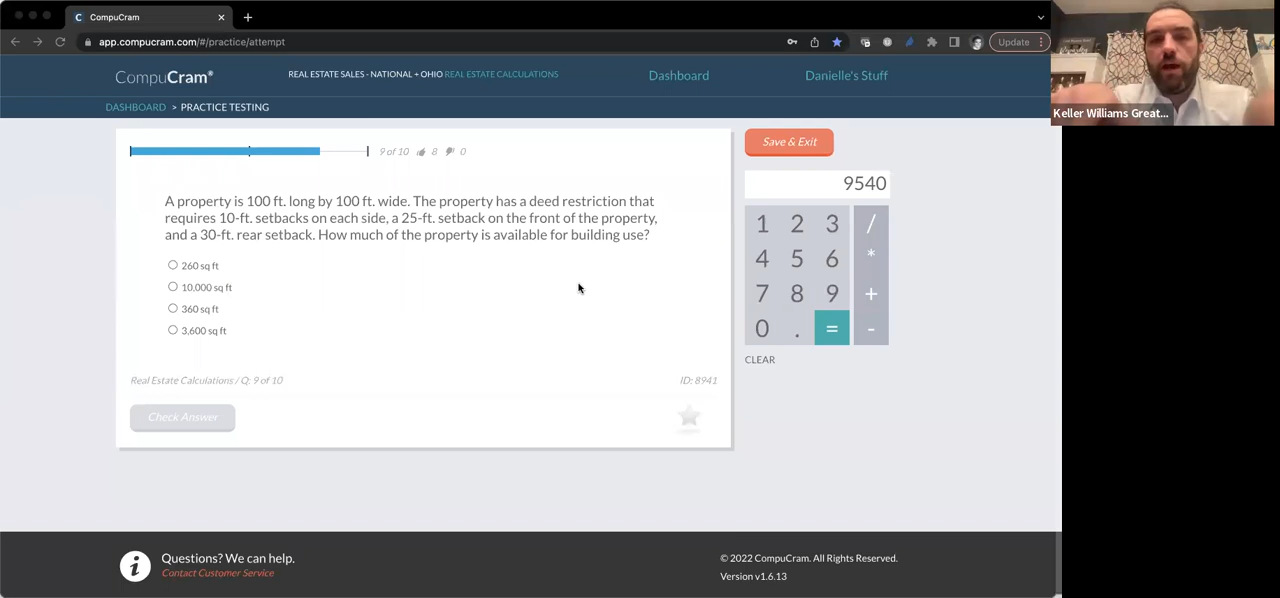 CompuCram
app.compucram.com/#/practice/attempt
Update
CompuCram®
REAL ESTATE SALES - NATIONAL + OHIO REAL ESTATE CALCULATIONS
Dashboard
Danielle's Stuff
DASHBOARD > PRACTICE TESTING
Keller Williams Great...
9 of 10 8 0
Save & Exit
9540
A property is 100 ft. long by 100 ft. wide. The property has a deed restriction that
requires 10-ft. setbacks on each side, a 25-ft. setback on the front of the property,
and a 30-ft. rear setback. How much of the property is available for building use?
260 sq ft
10,000 sq ft
360 sq ft
3,600 sq ft
1 2 3 /
4 5 6 *
7 8 9 +
0 . = -
CLEAR
Real Estate Calculations / Q: 9 of 10
ID: 8941
Check Answer
Questions? We can help.
Contact Customer Service
© 2022 CompuCram. All Rights Reserved.
Version v1.6.13